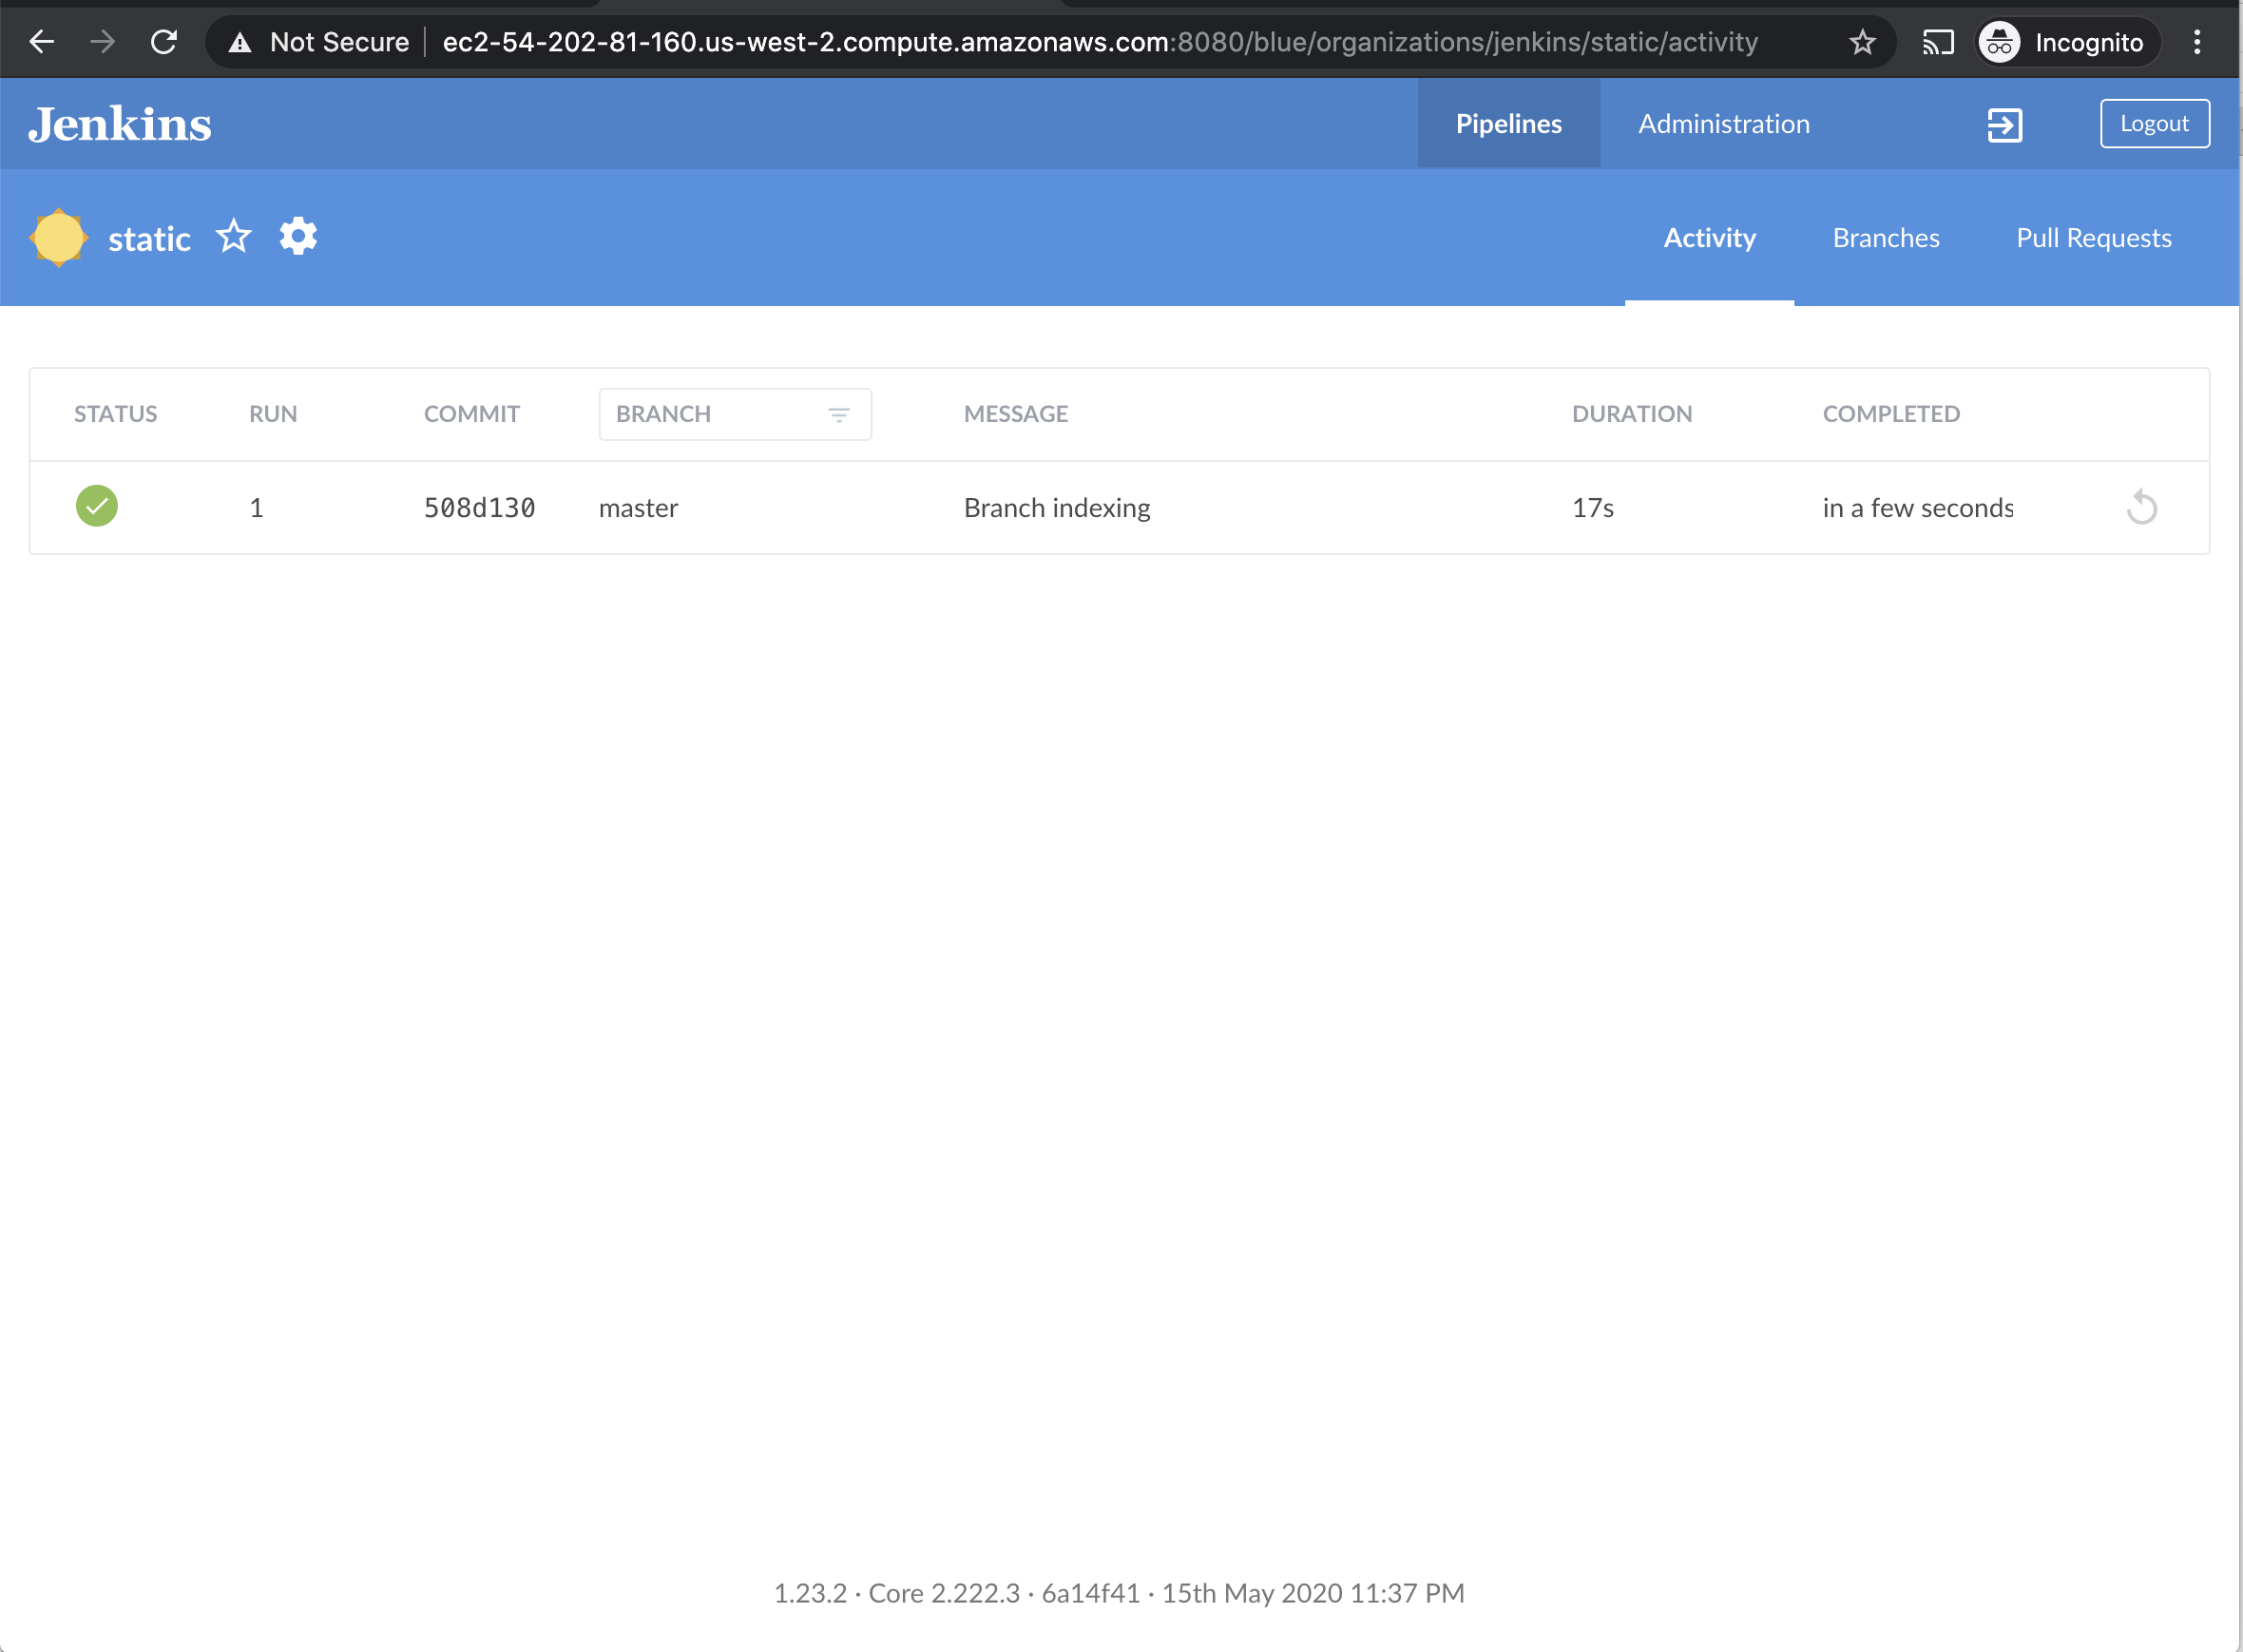 Not Secure ec2-54-202-81-160.us-west-2.compute.amazonaws.com:8080/blue/organizations/jenkins/static/activity Incognito
Jenkins Pipelines Administration Logout
static Activity Branches Pull Requests
STATUS RUN COMMIT BRANCH MESSAGE DURATION COMPLETED
1 508d130 master Branch indexing 17s in a few seconds
1.23.2 · Core 2.222.3 · 6a14f41 · 15th May 2020 11:37 PM